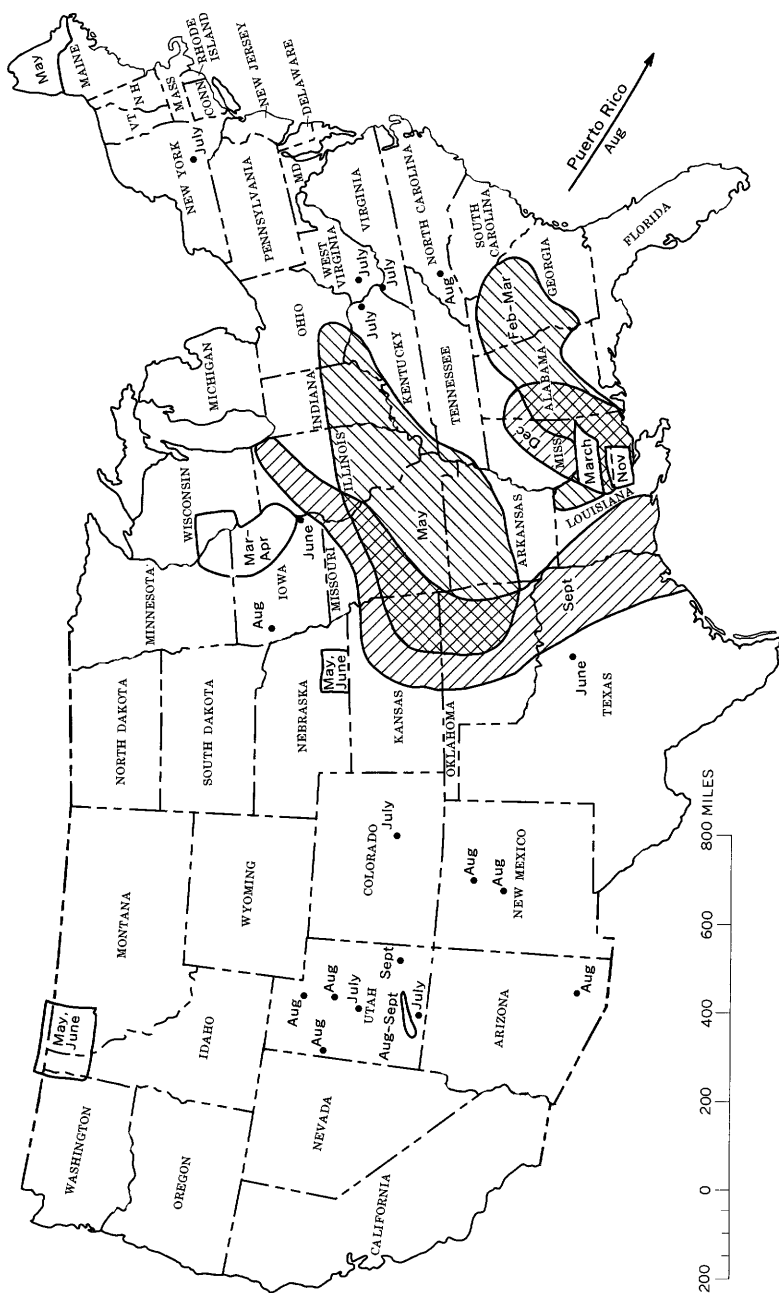 WASHINGTON
OREGON
CALIFORNIA
NEVADA
IDAHO
May,
June
MONTANA
WYOMING
UTAH
Aug
Aug
Aug
July
Sept
Aug-Sept
July
ARIZONA
Aug
COLORADO
July
NEW MEXICO
Aug
Aug
NORTH DAKOTA
SOUTH DAKOTA
NEBRASKA
May,
June
KANSAS
OKLAHOMA
TEXAS
June
Sept
MINNESOTA
IOWA
Aug
Mar-
Apr
June
MISSOURI
May
ARKANSAS
LOUISIANA
WISCONSIN
ILLINOIS
MICHIGAN
INDIANA
OHIO
KENTUCKY
TENNESSEE
MISS
Dec
March
Nov
ALABAMA
Feb-Mar
GEORGIA
FLORIDA
SOUTH
CAROLINA
NORTH CAROLINA
Aug
VIRGINIA
WEST
VIRGINIA
July
July
July
PENNSYLVANIA
MD
DELAWARE
NEW JERSEY
NEW YORK
July
CONN
RHODE
ISLAND
MASS
VT
N H
MAINE
May
Puerto Rico
Aug
200
0
200
400
600
800 MILES